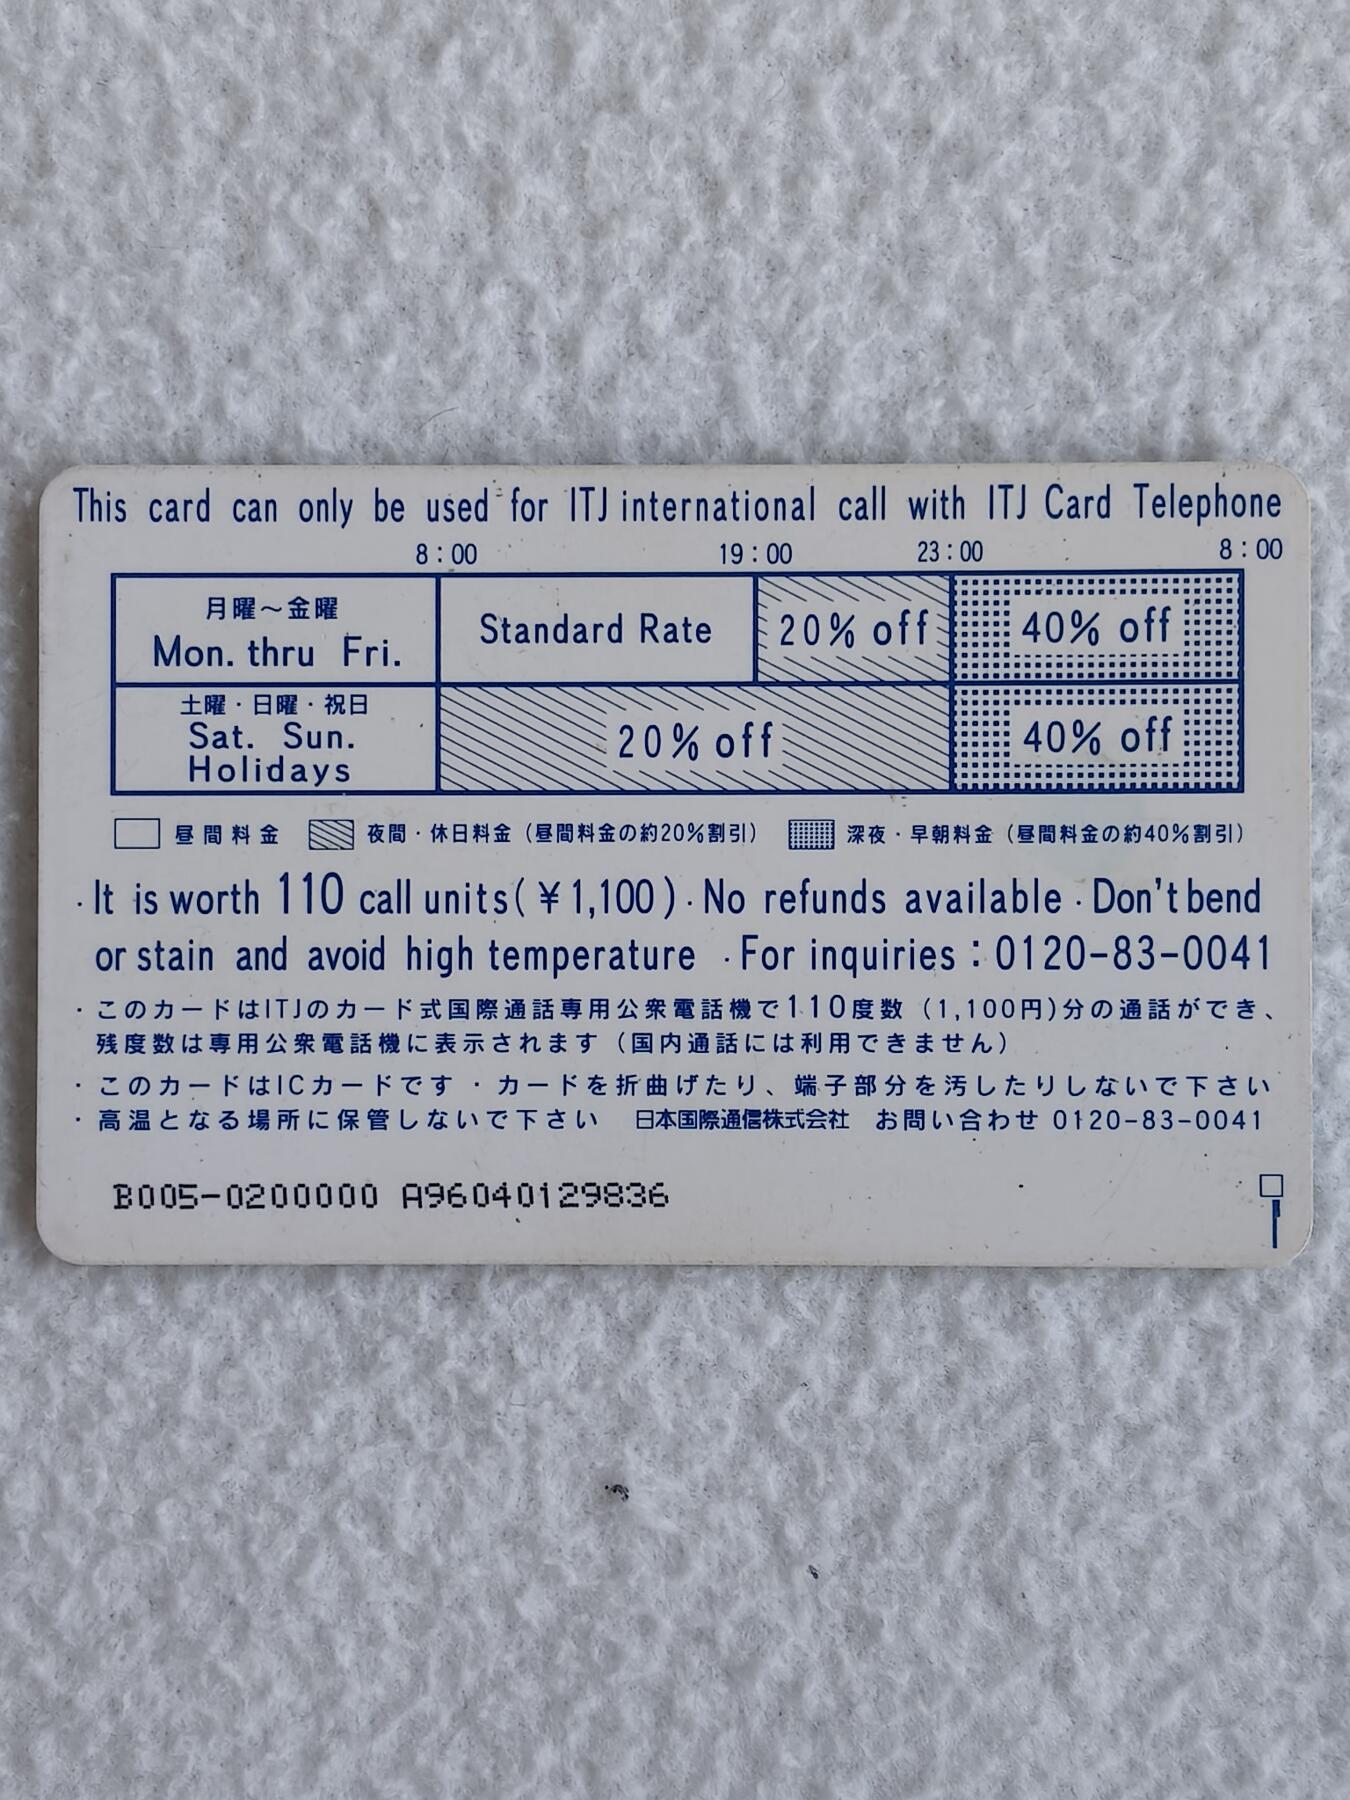 This card can only be used for ITJ international call with ITJ Card Telephone
8:00 19:00 23:00 8:00
月曜～金曜
Mon. thru Fri. Standard Rate 20% off 40% off
土曜・日曜・祝日
Sat. Sun.
Holidays
20% off 40% off
昼間料金 夜間・休日料金（昼間料金の約20%割引） 深夜・早朝料金（昼間料金の約40%割引）
・It is worth 110 call units(¥1,100)・No refunds available・Don't bend
or stain and avoid high temperature ・For inquiries：0120-83-0041
・このカードはITJのカード式国際通話専用公衆電話機で110度数（1,100円)分の通話ができ、
残度数は専用公衆電話機に表示されます（国内通話には利用できません）
・このカードはICカードです・カードを折曲げたり、端子部分を汚したりしないで下さい
・高温となる場所に保管しないで下さい 日本国際通信株式会社 お問い合わせ 0120-83-0041
B005-0200000 A96040129836